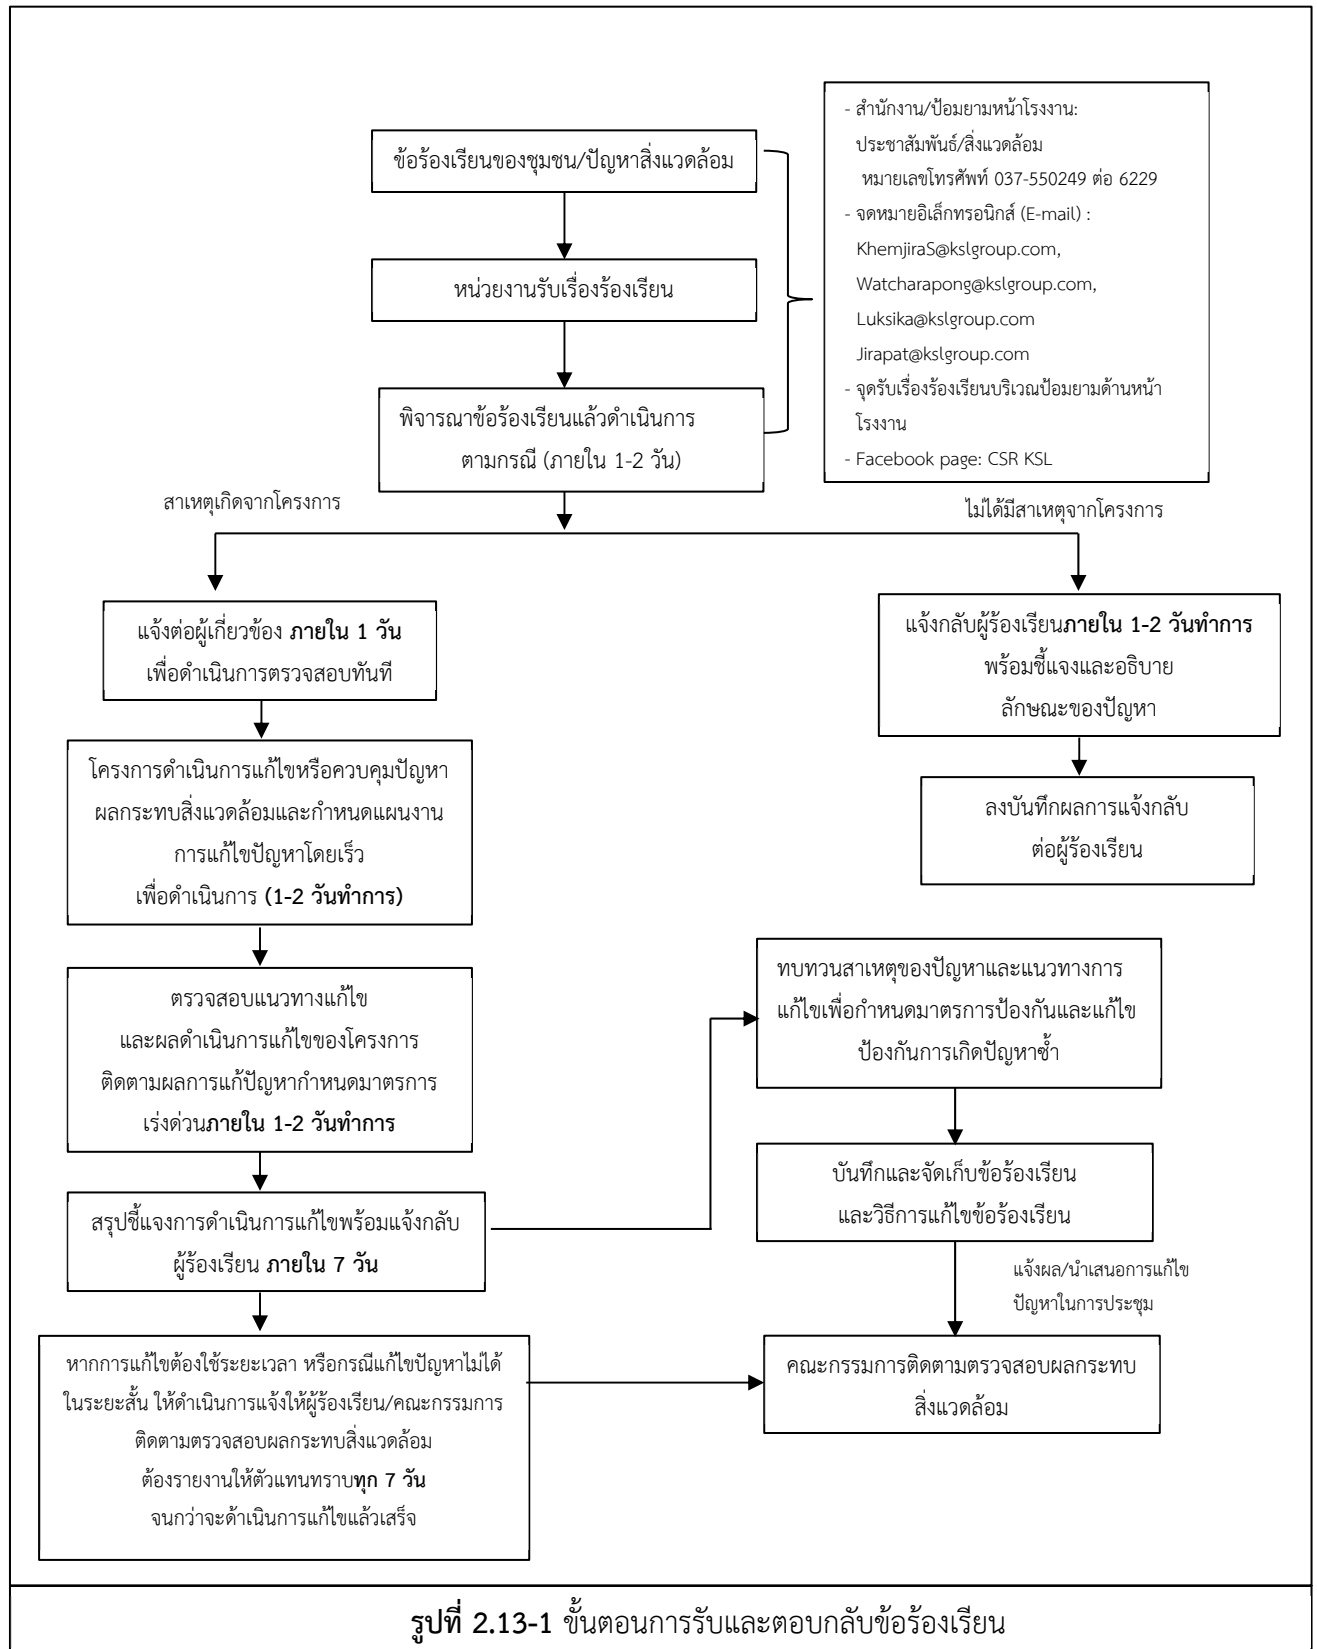 ข้อร้องเรียนของชุมชน/ปัญหาสิ่งแวดล้อม
หน่วยงานรับเรื่องร้องเรียน
พิจารณาข้อร้องเรียนแล้วดำเนินการ
ตามกรณี (ภายใน 1-2 วัน)
- สำนักงาน/ป้อมยามหน้าโรงงาน:
ประชาสัมพันธ์/สิ่งแวดล้อม
หมายเลขโทรศัพท์ 037-550249 ต่อ 6229
- จดหมายอิเล็กทรอนิกส์ (E-mail) :
KhemjiraS@kslgroup.com,
Watcharapong@kslgroup.com,
Luksika@kslgroup.com
Jirapat@kslgroup.com
- จุดรับเรื่องร้องเรียนบริเวณป้อมยามด้านหน้า
โรงงาน
- Facebook page: CSR KSL
สาเหตุเกิดจากโครงการ
ไม่ได้มีสาเหตุจากโครงการ
แจ้งต่อผู้เกี่ยวข้อง ภายใน 1 วัน
เพื่อดำเนินการตรวจสอบทันที
โครงการดำเนินการแก้ไขหรือควบคุมปัญหา
ผลกระทบสิ่งแวดล้อมและกำหนดแผนงาน
การแก้ไขปัญหาโดยเร็ว
เพื่อดำเนินการ (1-2 วันทำการ)
ตรวจสอบแนวทางแก้ไข
และผลดำเนินการแก้ไขของโครงการ
ติดตามผลการแก้ปัญหากำหนดมาตรการ
เร่งด่วนภายใน 1-2 วันทำการ
สรุปชี้แจงการดำเนินการแก้ไขพร้อมแจ้งกลับ
ผู้ร้องเรียน ภายใน 7 วัน
หากการแก้ไขต้องใช้ระยะเวลา หรือกรณีแก้ไขปัญหาไม่ได้
ในระยะสั้น ให้ดำเนินการแจ้งให้ผู้ร้องเรียน/คณะกรรมการ
ติดตามตรวจสอบผลกระทบสิ่งแวดล้อม
ต้องรายงานให้ตัวแทนทราบทุก 7 วัน
จนกว่าจะดำเนินการแก้ไขแล้วเสร็จ
แจ้งกลับผู้ร้องเรียนภายใน 1-2 วันทำการ
พร้อมชี้แจงและอธิบาย
ลักษณะของปัญหา
ลงบันทึกผลการแจ้งกลับ
ต่อผู้ร้องเรียน
ทบทวนสาเหตุของปัญหาและแนวทางการ
แก้ไขเพื่อกำหนดมาตรการป้องกันและแก้ไข
ป้องกันการเกิดปัญหาซ้ำ
บันทึกและจัดเก็บข้อร้องเรียน
และวิธีการแก้ไขข้อร้องเรียน
แจ้งผล/นำเสนอการแก้ไข
ปัญหาในการประชุม
คณะกรรมการติดตามตรวจสอบผลกระทบ
สิ่งแวดล้อม
รูปที่ 2.13-1 ขั้นตอนการรับและตอบกลับข้อร้องเรียน